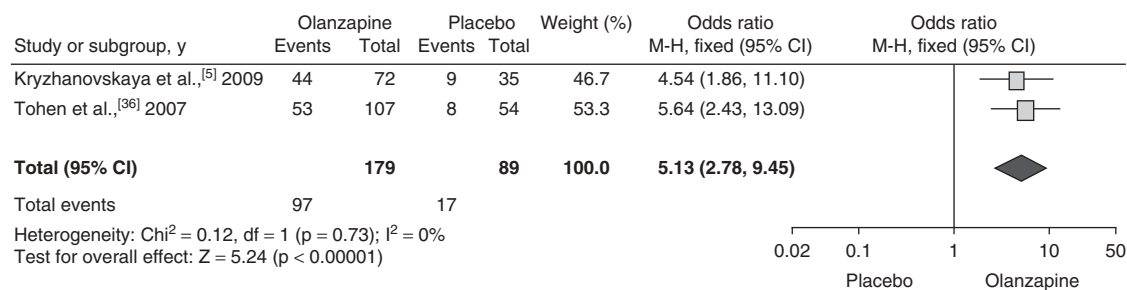 Olanzapine Placebo Weight (%) Odds ratio Odds ratio
Study or subgroup, y Events Total Events Total M-H, fixed (95% CI) M-H, fixed (95% CI)
Kryzhanovskaya et al.,[5] 2009 44 72 9 35 46.7 4.54 (1.86, 11.10)
Tohen et al.,[36] 2007 53 107 8 54 53.3 5.64 (2.43, 13.09)
Total (95% CI) 179 89 100.0 5.13 (2.78, 9.45)
Total events 97 17
Heterogeneity: Chi² = 0.12, df = 1 (p = 0.73); I² = 0%
Test for overall effect: Z = 5.24 (p < 0.00001)
0.02 0.1 1 10 50
Placebo Olanzapine